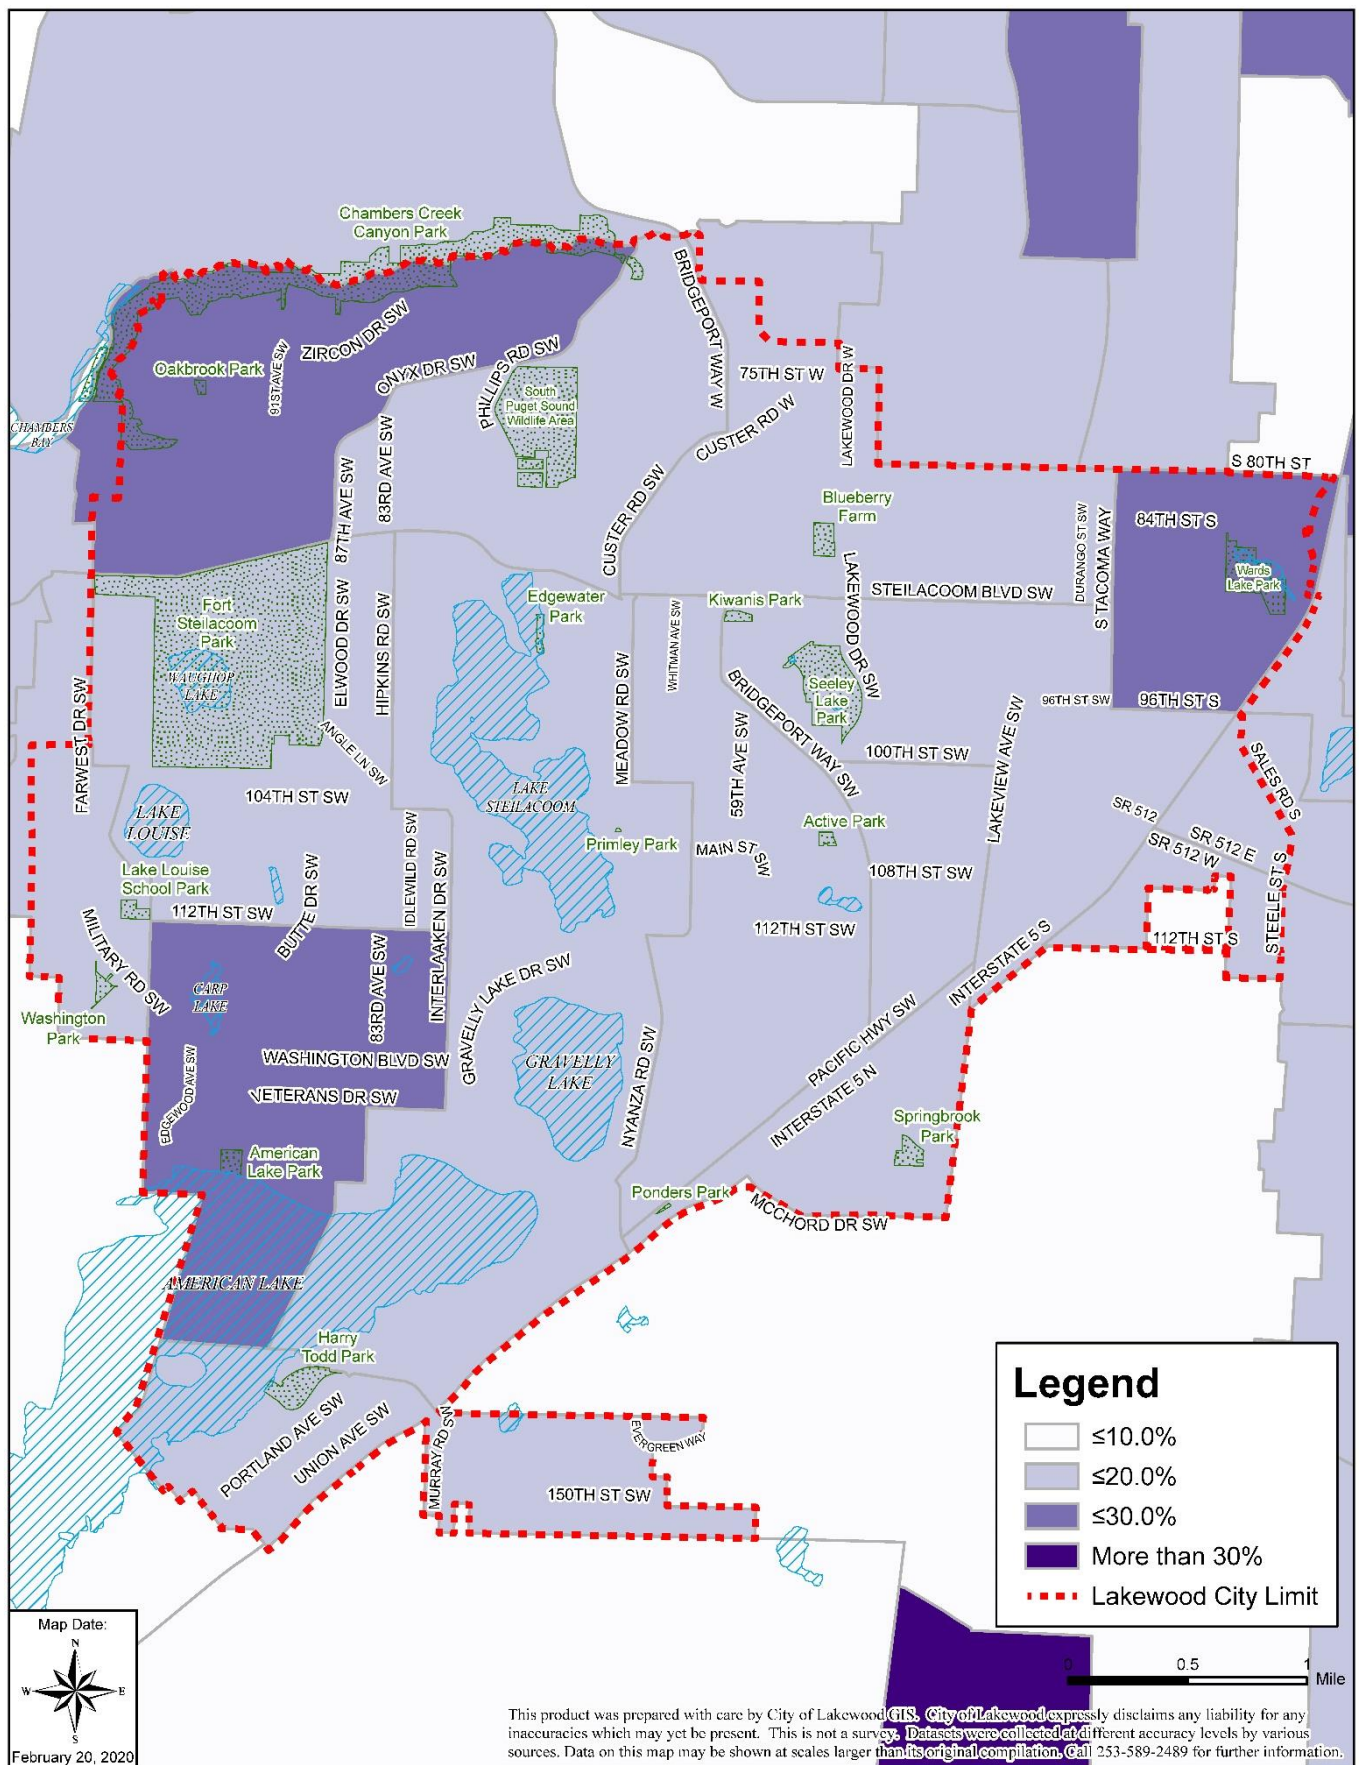 Chambers Creek
Canyon Park
BRIDGEPORT WAY W
ZIRCON DR SW
Oakbrook Park
91ST AVE SW
ONYX DR SW
PHILLIPS RD SW
South
Puget Sound
Wildlife Area
75TH ST W
LAKEWOOD DR W
CUSTER RD W
CHAMBERS
BAY
83RD AVE SW
87TH AVE SW
CUSTER RD SW
S 80TH ST
Blueberry
Farm
84TH ST S
DURANGO ST SW
S TACOMA WAY
Wards
Lake Park
Fort
Steilacoom
Park
ELWOOD DR SW
HIPKINS RD SW
Edgewater
Park
Kiwanis Park
LAKEWOOD DR SW
STEILACOOM BLVD SW
WHITMAN AVE SW
WAUGHOP
LAKE
MEADOW RD SW
Seeley
Lake
Park
BRIDGEPORT WAY SW
96TH ST SW
96TH ST S
FARWEST DR SW
ANGLE LN SW
59TH AVE SW
100TH ST SW
LAKEVIEW AVE SW
SALES RD S
104TH ST SW
LAKE
STEILACOOM
LAKE
LOUISE
Primley Park
Active Park
MAIN ST SW
108TH ST SW
SR 512
SR 512 E
SR 512 W
Lake Louise
School Park
112TH ST SW
BUTTE DR SW
IDLEWILD RD SW
INTERLAAKEN DR SW
112TH ST SW
112TH ST S
STEELE ST S
MILITARY RD SW
CARP
LAKE
83RD AVE SW
GRAVELLY LAKE DR SW
INTERSTATE 5 S
Washington
Park
WASHINGTON BLVD SW
GRAVELLY
LAKE
NYANZA RD SW
PACIFIC HWY SW
INTERSTATE 5 N
EDGEWOOD AVE SW
VETERANS DR SW
American
Lake Park
Springbrook
Park
Ponders Park
MCCHORD DR SW
AMERICAN LAKE
Harry
Todd Park
PORTLAND AVE SW
UNION AVE SW
MURRAY RD SW
EVERGREEN WAY
150TH ST SW
Legend
≤10.0%
≤20.0%
≤30.0%
More than 30%
Lakewood City Limit
0 0.5 1
Mile
Map Date:
N
W E
S
February 20, 2020
This product was prepared with care by City of Lakewood GIS. City of Lakewood expressly disclaims any liability for any
inaccuracies which may yet be present. This is not a survey. Datasets were collected at different accuracy levels by various
sources. Data on this map may be shown at scales larger than its original compilation. Call 253-589-2489 for further information.